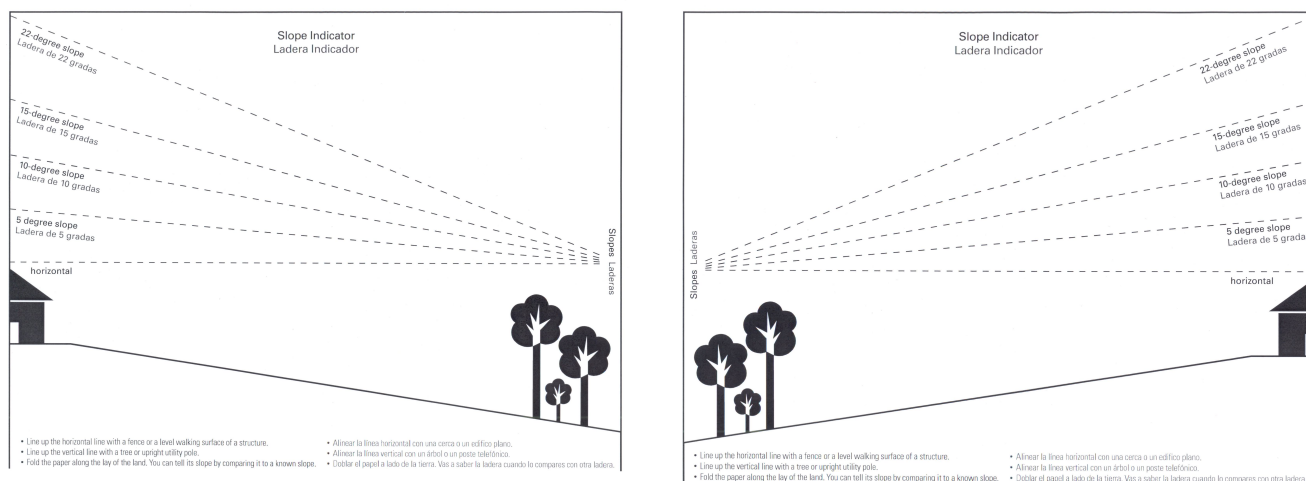 Slope Indicator
Ladera Indicador
22-degree slope
Ladera de 22 gradas
15-degree slope
Ladera de 15 gradas
10-degree slope
Ladera de 10 gradas
5 degree slope
Ladera de 5 gradas
horizontal
Slopes Laderas
• Line up the horizontal line with a fence or a level walking surface of a structure.
• Line up the vertical line with a tree or upright utility pole.
• Fold the paper along the lay of the land. You can tell its slope by comparing it to a known slope.
• Alinear la línea horizontal con una cerca o un edifico plano.
• Alinear la línea vertical con un árbol o un poste telefónico.
• Doblar el papel a lado de la tierra. Vas a saber la ladera cuando lo compares con otra ladera.
Slope Indicator
Ladera Indicador
22-degree slope
Ladera de 22 gradas
15-degree slope
Ladera de 15 gradas
10-degree slope
Ladera de 10 gradas
5 degree slope
Ladera de 5 grada
horizontal
Slopes Laderas
• Line up the horizontal line with a fence or a level walking surface of a structure.
• Line up the vertical line with a tree or upright utility pole.
• Fold the paper along the lay of the land. You can tell its slope by comparing it to a known slope.
• Alinear la línea horizontal con una cerca o un edifico plano.
• Alinear la línea vertical con un árbol o un poste telefónico.
• Doblar el papel a lado de la tierra. Vas a saber la ladera cuando lo compares con otra ladera